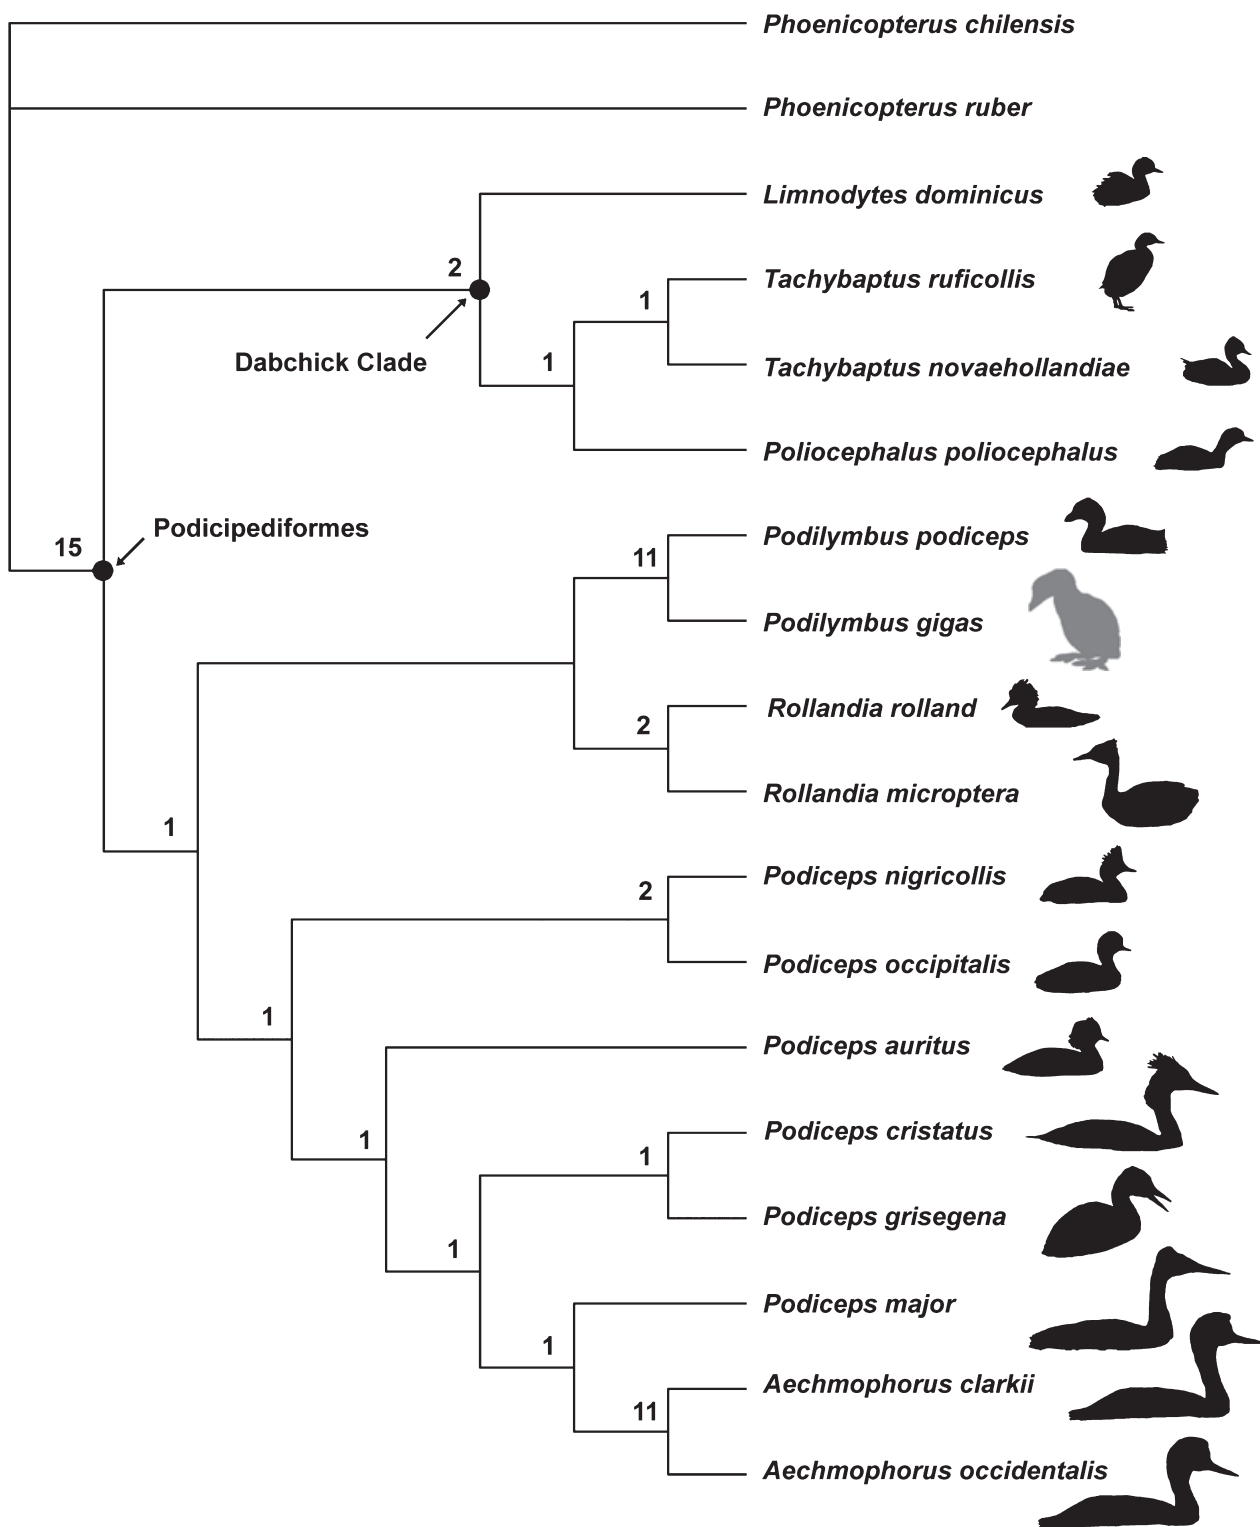 Phoenicopterus chilensis
Phoenicopterus ruber
Limnodytes dominicus
2
Tachybaptus ruficollis
1
Dabchick Clade
1
Tachybaptus novaehollandiae
Poliocephalus poliocephalus
Podicipediformes
15
Podilymbus podiceps
11
Podilymbus gigas
Rollandia rolland
2
Rollandia microptera
1
Podiceps nigricollis
2
Podiceps occipitalis
1
Podiceps auritus
1
Podiceps cristatus
1
Podiceps grisegena
1
Podiceps major
1
Aechmophorus clarkii
11
Aechmophorus occidentalis